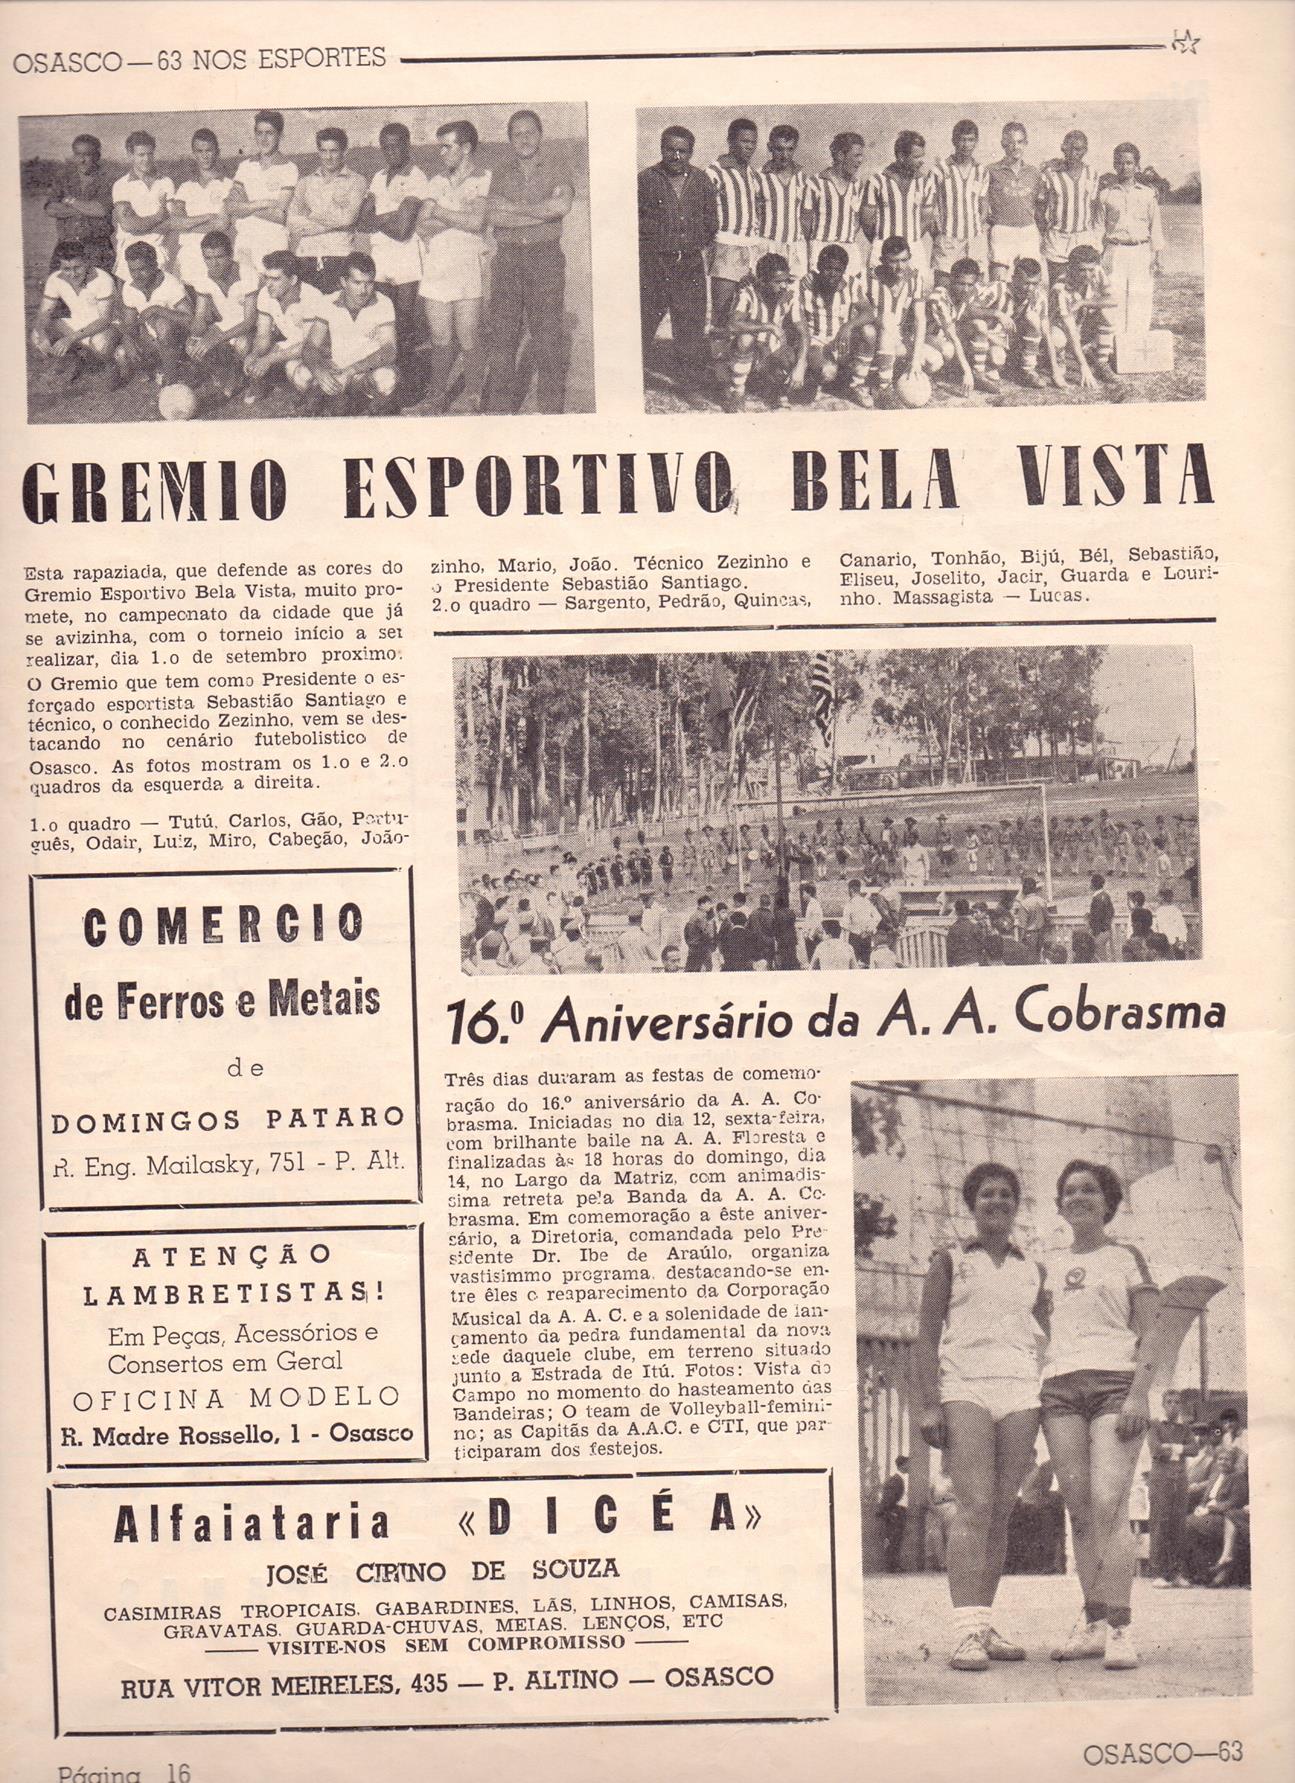 OSASCO — 63 NOS ESPORTES
GREMIO ESPORTIVO BELA VISTA
Esta rapaziada, que defende as cores do
Gremio Esportivo Bela Vista, muito pro-
mete, no campeonato da cidade que já
se avizinha, com o torneio início a ser
realizar, dia 1.o de setembro proximo.
O Gremio que tem como Presidente o es-
forçado esportista Sebastião Santiago e
técnico, o conhecido Zezinho, vem se des-
tacando no cenário futebolistico de
Osasco. As fotos mostram os 1.o e 2.o
quadros da esquerda a direita.
1.o quadro — Tutú, Carlos, Gão, Portu-
guês, Odair, Luiz, Miro, Cabeção, João-
zinho, Mario, João. Técnico Zezinho e
o Presidente Sebastião Santiago.
2.o quadro — Sargento, Pedrão, Quincas,
Canario, Tonhão, Bijú, Bél, Sebastião,
Eliseu, Joselito, Jacir, Guarda e Louri-
nho. Massagista — Lucas.
COMERCIO
de Ferros e Metais
de
DOMINGOS PATARO
R. Eng. Mailasky, 751 - P. Alt.
ATENÇÃO
LAMBRETISTAS!
Em Peças, Acessórios e
Consertos em Geral
OFICINA MODELO
R. Madre Rossello, 1 - Osasco
16.º Aniversário da A. A. Cobrasma
Três dias duraram as festas de comemo-
ração do 16.º aniversário da A. A. Co-
brasma. Iniciadas no dia 12, sexta-feira,
com brilhante baile na A. A. Floresta e
finalizadas às 18 horas do domingo, dia
14, no Largo da Matriz, com animadis-
sima retreta pela Banda da A. A. Co-
brasma. Em comemoração a êste aniver-
sário, a Diretoria, comandada pelo Pre-
sidente Dr. Ibe de Araúlo, organiza
vastisimmo programa, destacando-se en-
tre êles o reaparecimento da Corporação
Musical da A. A. C. e a solenidade de lan-
çamento da pedra fundamental da nova
sede daquele clube, em terreno situado
junto a Estrada de Itú. Fotos: Vista do
Campo no momento do hasteamento das
Bandeiras; O team de Volleyball-femini-
no; as Capitãs da A.A.C. e CTI, que par-
ticiparam dos festejos.
Alfaiataria «DICÉA»
JOSÉ CIRINO DE SOUZA
CASIMIRAS TROPICAIS, GABARDINES, LÃS, LINHOS, CAMISAS,
GRAVATAS, GUARDA-CHUVAS, MEIAS, LENÇOS, ETC
— VISITE-NOS SEM COMPROMISSO —
RUA VITOR MEIRELES, 435 — P. ALTINO — OSASCO
Página 16
OSASCO—63